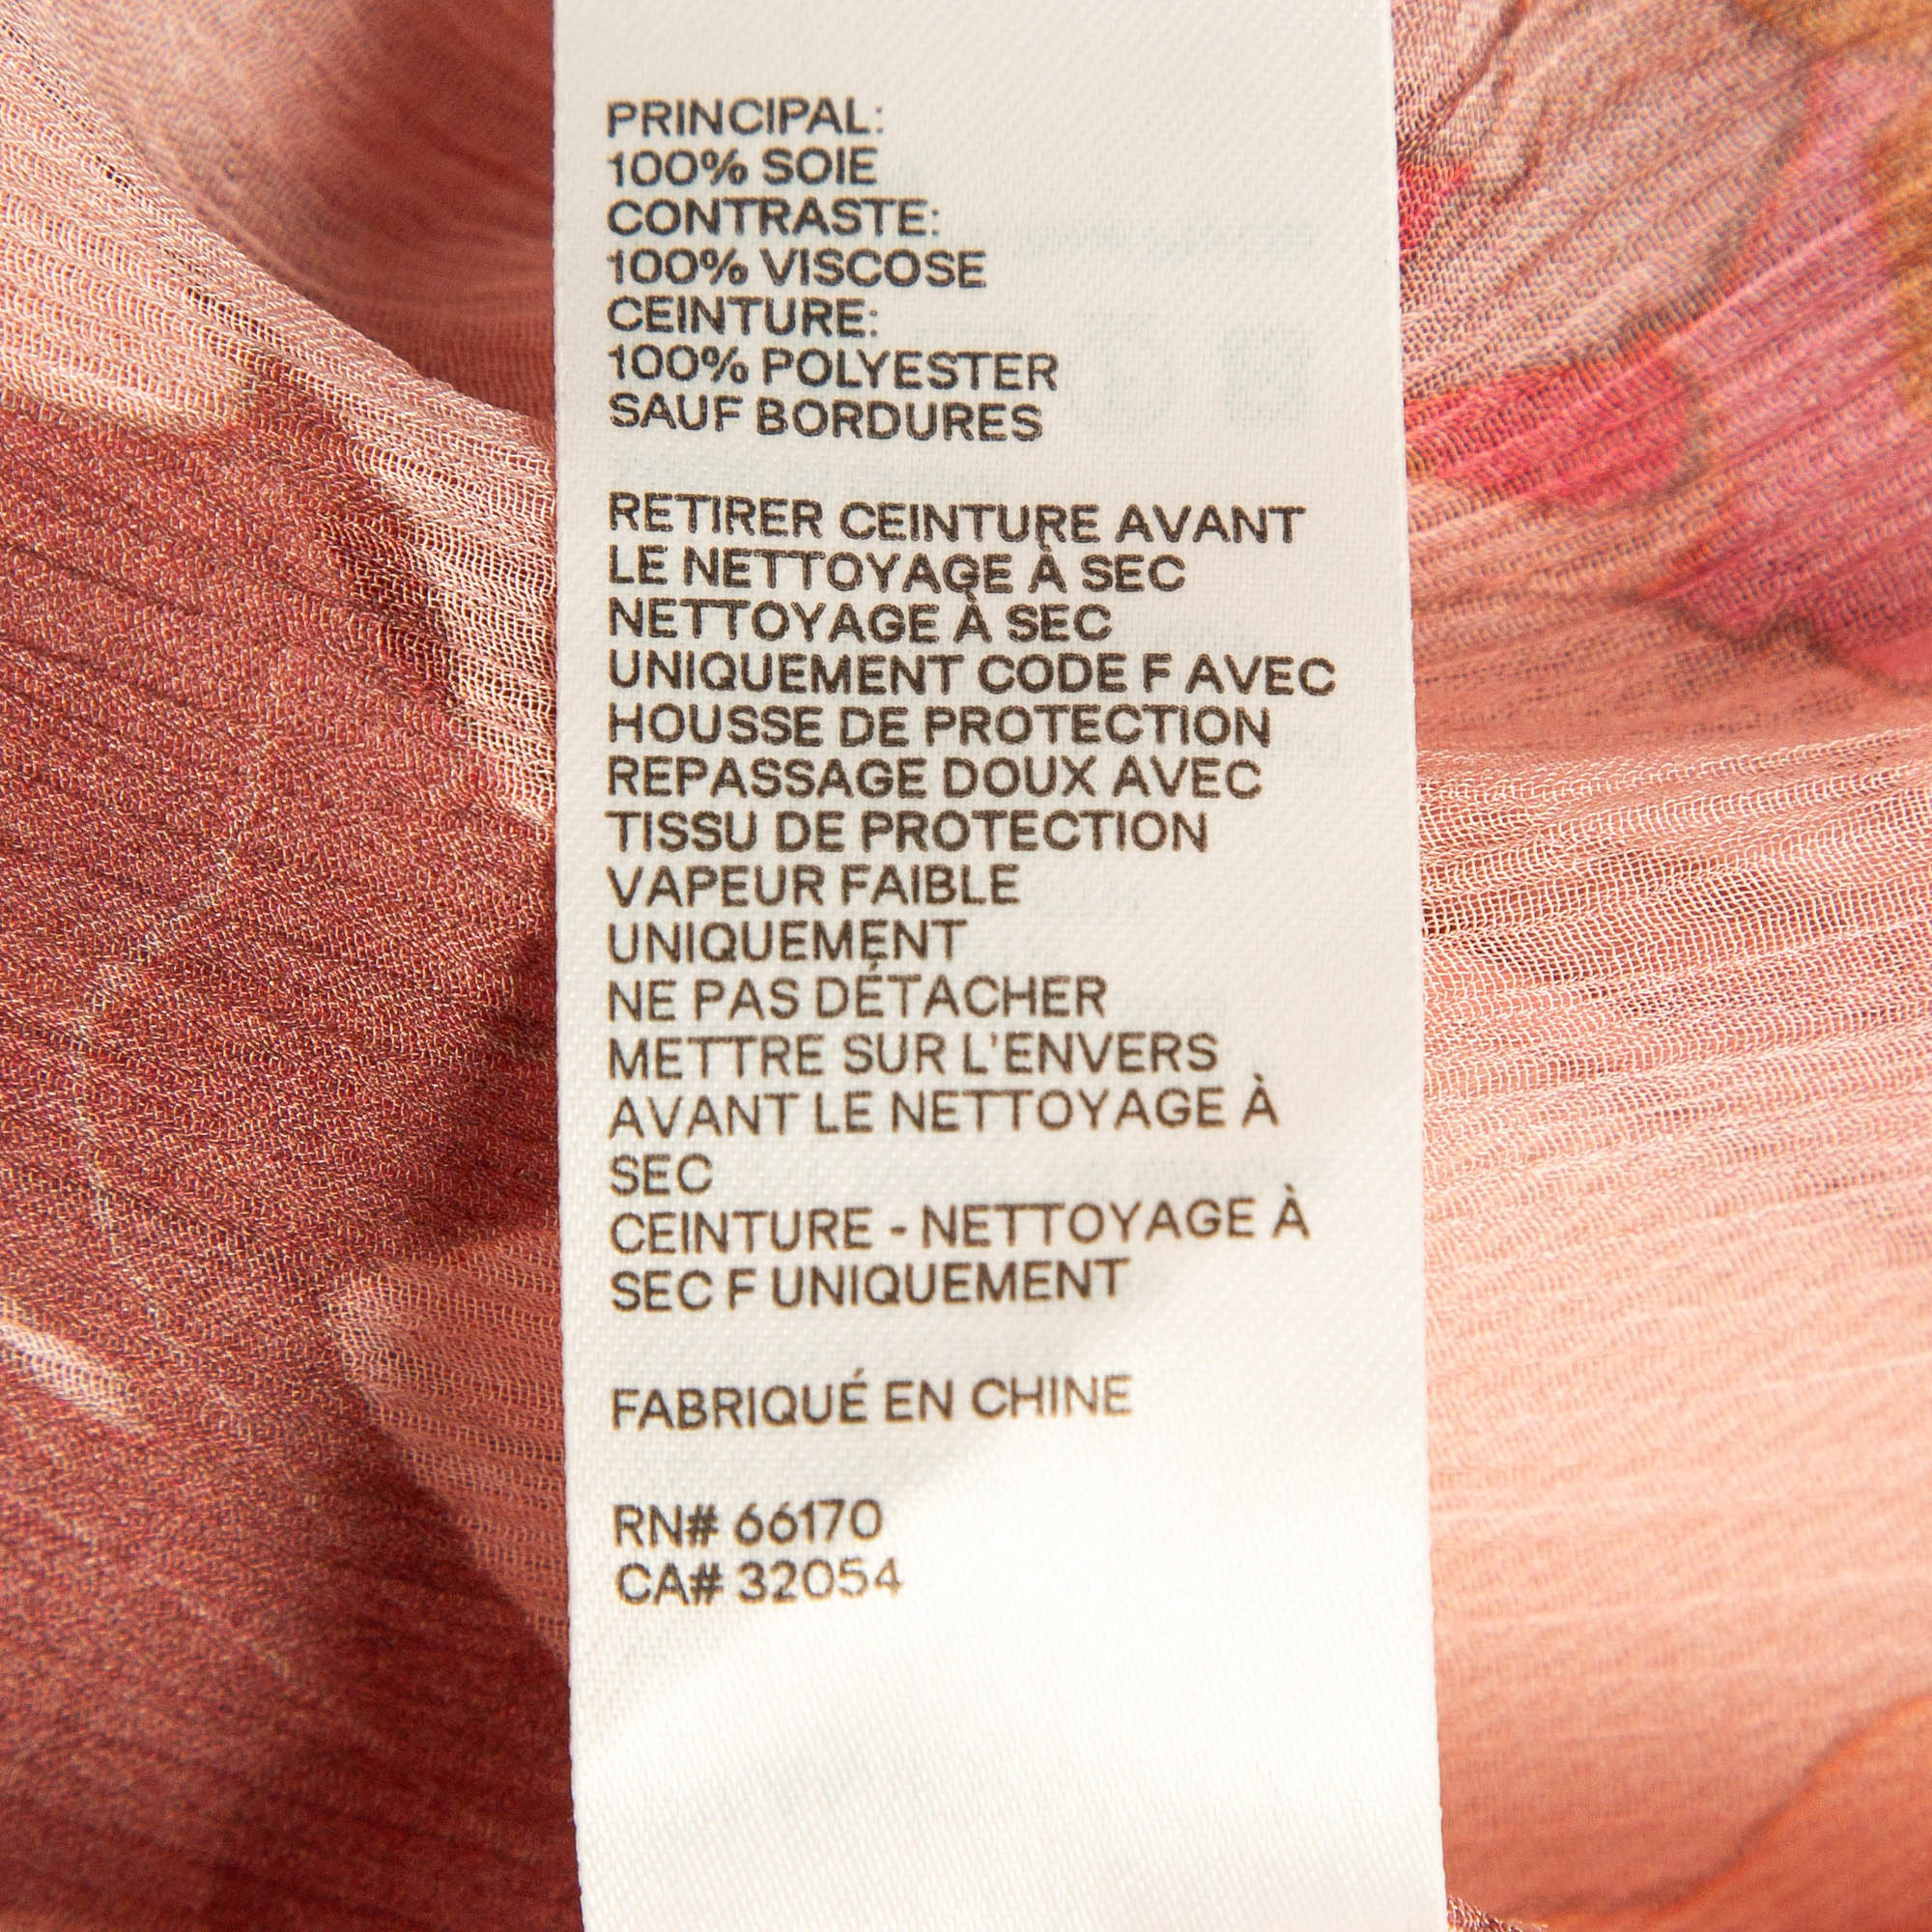 PRINCIPAL:
100% SOIE
CONTRASTE:
100% VISCOSE
CEINTURE:
100% POLYESTER
SAUF BORDURES
RETIRER CEINTURE AVANT
LE NETTOYAGE À SEC
NETTOYAGE À SEC
UNIQUEMENT CODE F AVEC
HOUSSE DE PROTECTION
REPASSAGE DOUX AVEC
TISSU DE PROTECTION
VAPEUR FAIBLE
UNIQUEMENT
NE PAS DÉTACHER
METTRE SUR L'ENVERS
AVANT LE NETTOYAGE À
SEC
CEINTURE - NETTOYAGE À
SEC F UNIQUEMENT
FABRIQUÉ EN CHINE
RN# 66170
CA# 32054